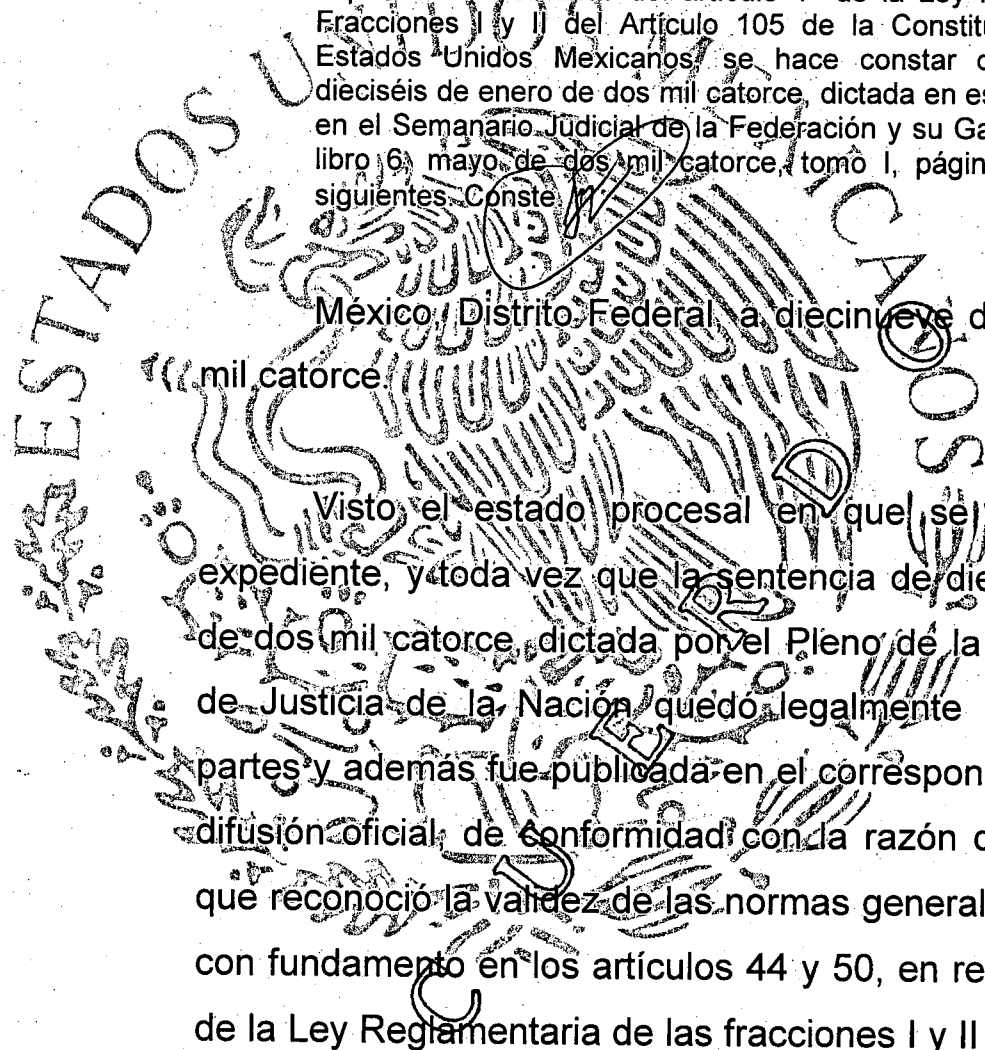 Fracciones I y II del Artículo 105 de la Constitu
Estados Unidos Mexicanos, se hace constar
dieciséis de enero de dos mil catorce, dictada en es
en el Semanario Judicial de la Federación y su Ga
libro 6, mayo de dos mil catorce, tomo I, págin
siguientes. Conste.
México, Distrito Federal, a diecinueve d
mil catorce.
Visto el estado procesal en que se
expediente, y toda vez que la sentencia de die
de dos mil catorce, dictada por el Pleno de la
de Justicia de la Nación quedó legalmente
partes y además fue publicada en el correspon
difusión oficial, de conformidad con la razón
que reconoció la validez de las normas general
con fundamento en los artículos 44 y 50, en re
de la Ley Reglamentaria de las fracciones I y II
ESTADOS UNIDOS MEXICANOS
ACUERDO